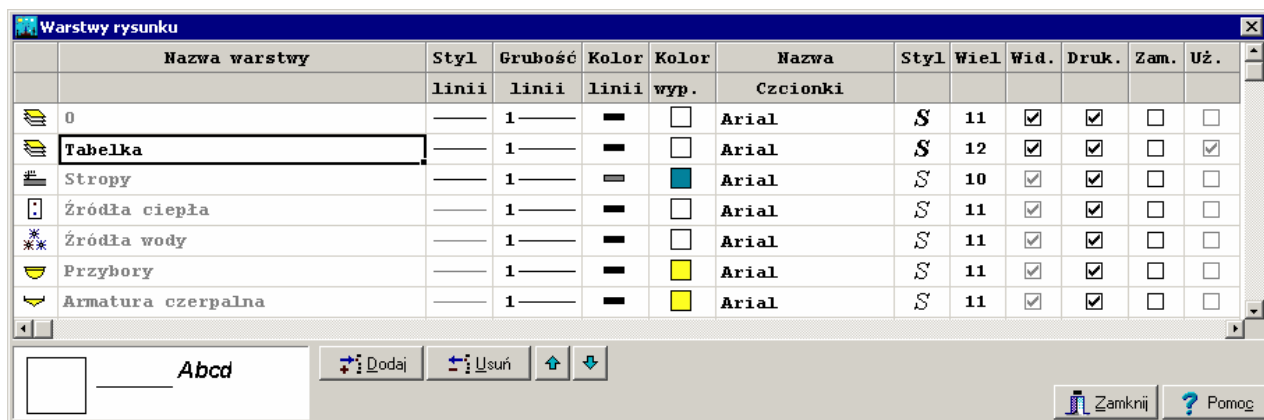 Warstwy rysunku
Nazwa warstwy Styl Grubość Kolor Kolor Nazwa Styl Wiel Wid. Druk. Zam. Uż.
linii linii linii wyp. Czcionki
0 1 Arial S 11
Tabelka 1 Arial S 12
Stropy 1 Arial S 10
Źródła ciepła 1 Arial S 11
Źródła wody 1 Arial S 11
Przybory 1 Arial S 11
Armatura czerpalna 1 Arial S 11
Abcd Dodaj Usuń
Zamknij Pomoc